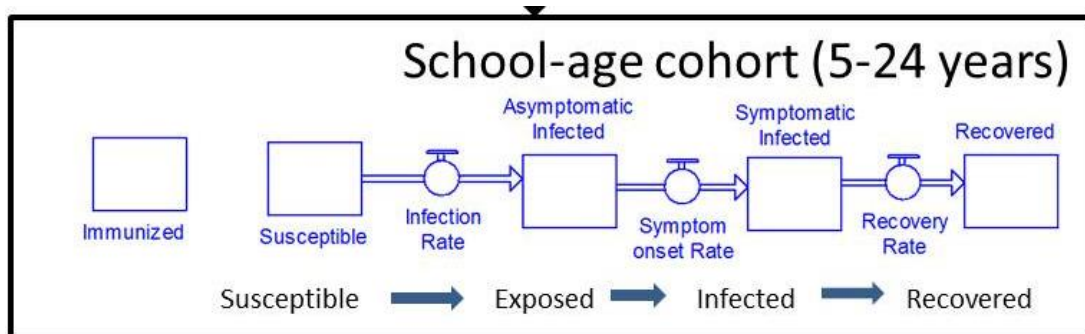 School-age cohort (5-24 years)
Asymptomatic
Infected
Symptomatic
Infected
Recovered
Immunized
Susceptible
Infection
Rate
Symptom
onset Rate
Recovery
Rate
Susceptible Exposed Infected Recovered